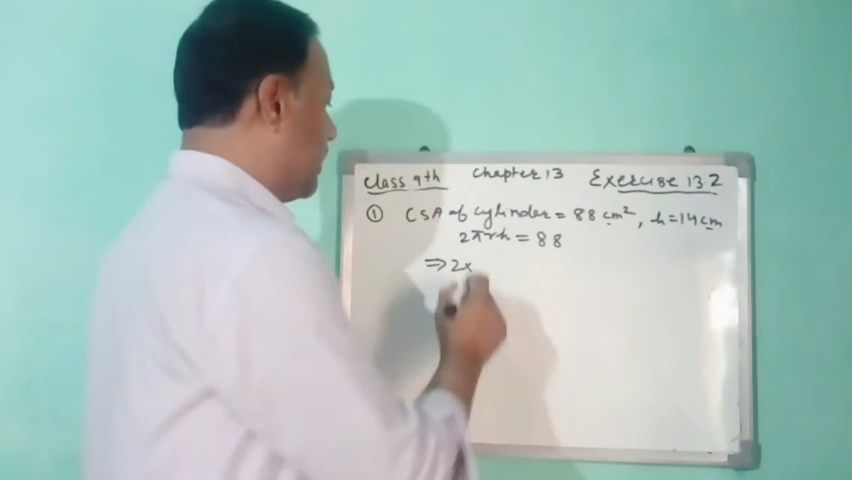 Class 9th Chapter 13 Exercise 13 2
① CSA of cylinder = 88 cm², h=14 cm
2πrh = 88
⇒ 2x